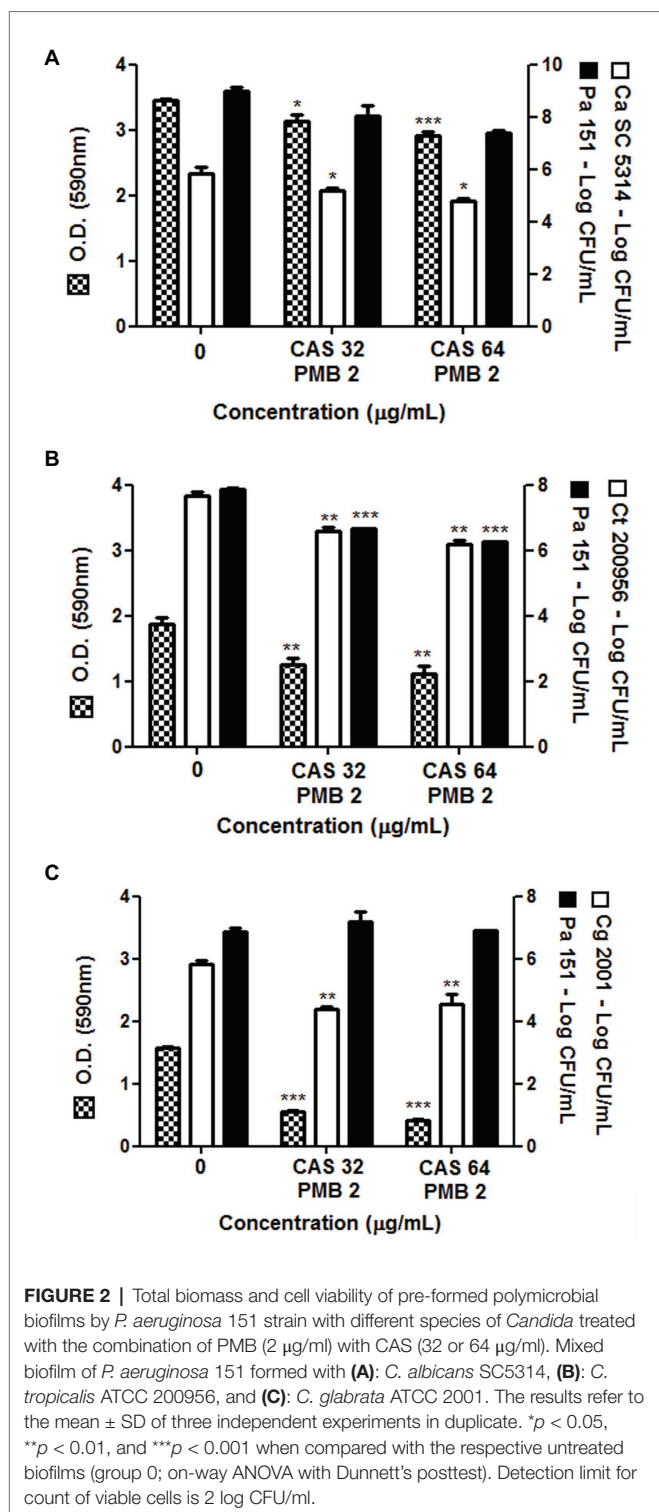 A
4
3
2
1
0
O.D. (590nm)
*
***
*
*
10
8
6
4
2
0
Pa 151 - Log CFU/mL
Ca SC 5314 - Log CFU/mL
0
CAS 32
PMB 2
CAS 64
PMB 2
Concentration (µg/mL)
B
4
3
2
1
0
O.D. (590nm)
**
**
***
**
**
***
8
6
4
2
0
Pa 151 - Log CFU/mL
Ct 200956 - Log CFU/mL
0
CAS 32
PMB 2
CAS 64
PMB 2
Concentration (µg/mL)
C
4
3
2
1
0
O.D. (590nm)
***
**
***
**
8
6
4
2
0
Pa 151 - Log CFU/mL
Cg 2001 - Log CFU/mL
0
CAS 32
PMB 2
CAS 64
PMB 2
Concentration (µg/mL)
FIGURE 2 | Total biomass and cell viability of pre-formed polymicrobial
biofilms by P. aeruginosa 151 strain with different species of Candida treated
with the combination of PMB (2 µg/ml) with CAS (32 or 64 µg/ml). Mixed
biofilm of P. aeruginosa 151 formed with (A): C. albicans SC5314, (B): C.
tropicalis ATCC 200956, and (C): C. glabrata ATCC 2001. The results refer to
the mean ± SD of three independent experiments in duplicate. *p < 0.05,
**p < 0.01, and ***p < 0.001 when compared with the respective untreated
biofilms (group 0; on-way ANOVA with Dunnett's posttest). Detection limit for
count of viable cells is 2 log CFU/ml.